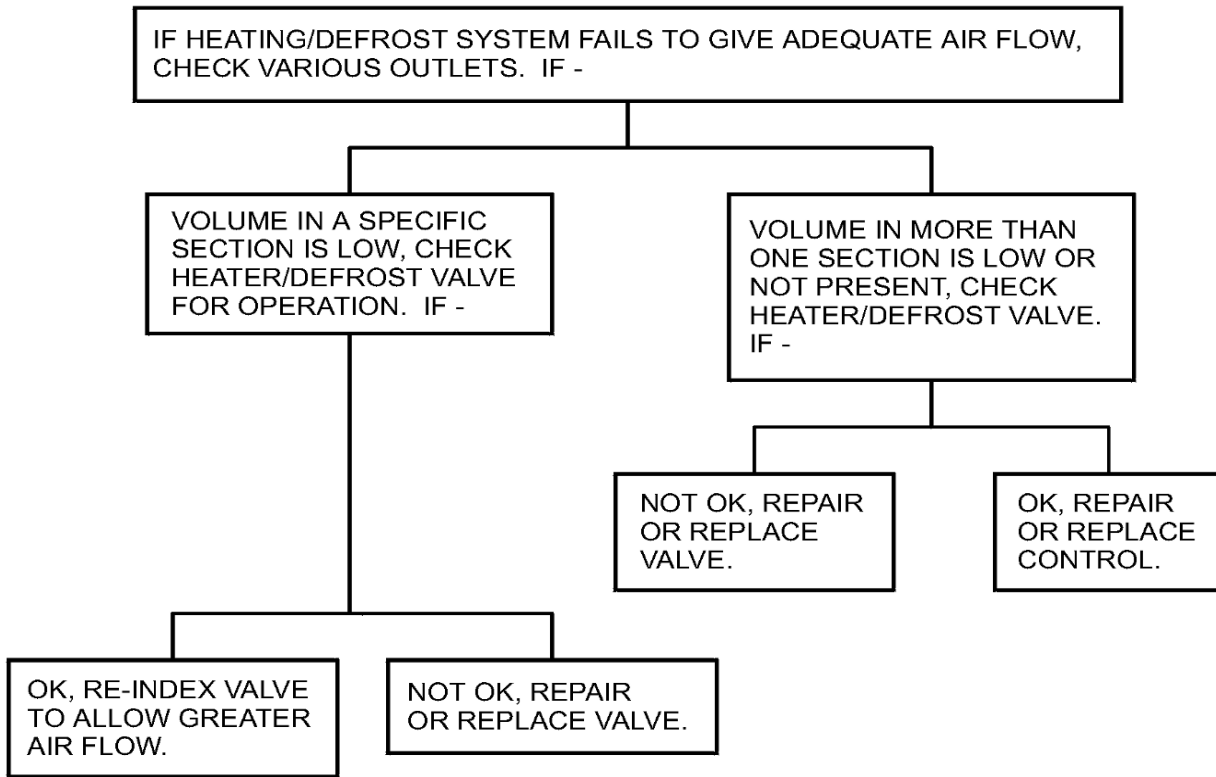 IF HEATING/DEFROST SYSTEM FAILS TO GIVE ADEQUATE AIR FLOW,
CHECK VARIOUS OUTLETS.  IF -
VOLUME IN A SPECIFIC
SECTION IS LOW, CHECK
HEATER/DEFROST VALVE
FOR OPERATION.  IF -
VOLUME IN MORE THAN
ONE SECTION IS LOW OR
NOT PRESENT, CHECK
HEATER/DEFROST VALVE.
IF -
NOT OK, REPAIR
OR REPLACE
VALVE.
OK, REPAIR
OR REPLACE
CONTROL.
OK, RE-INDEX VALVE
TO ALLOW GREATER
AIR FLOW.
NOT OK, REPAIR
OR REPLACE VALVE.